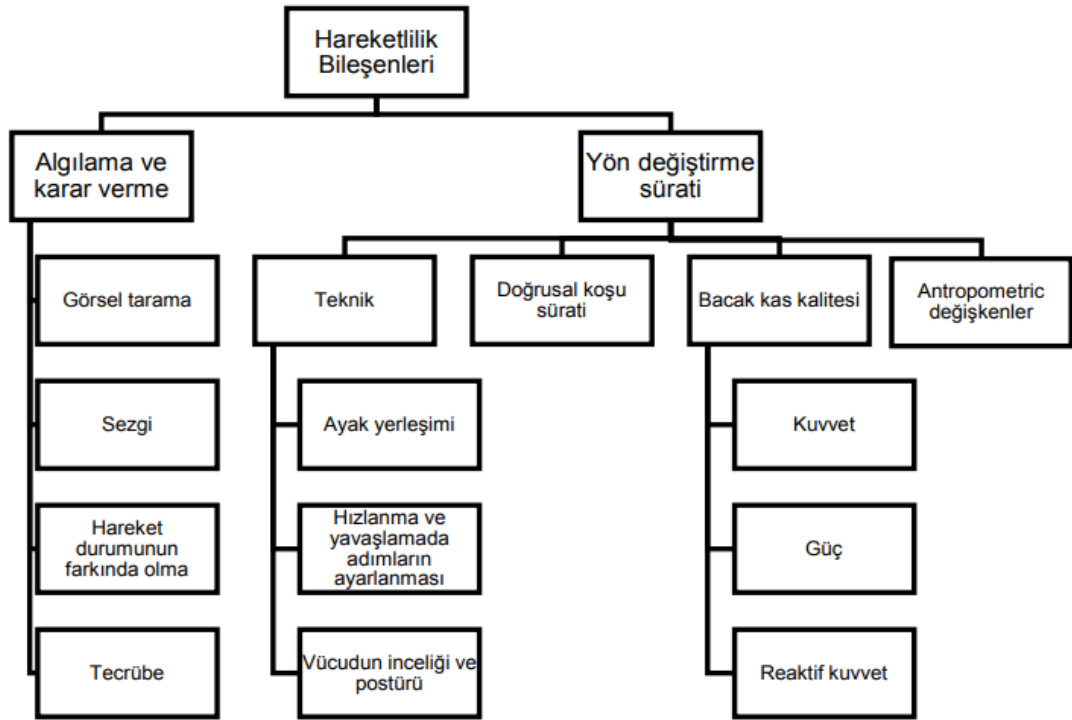 Hareketlilik
Bileşenleri
Algılama ve
karar verme
Yön değiştirme
sürati
Görsel tarama
Teknik
Doğrusal koşu
sürati
Bacak kas kalitesi
Antropometric
değişkenler
Sezgi
Ayak yerleşimi
Kuvvet
Hareket
durumunun
farkında olma
Hızlanma ve
yavaşlamada
adımların
ayarlanması
Güç
Tecrübe
Vücudun inceliği ve
postürü
Reaktif kuvvet